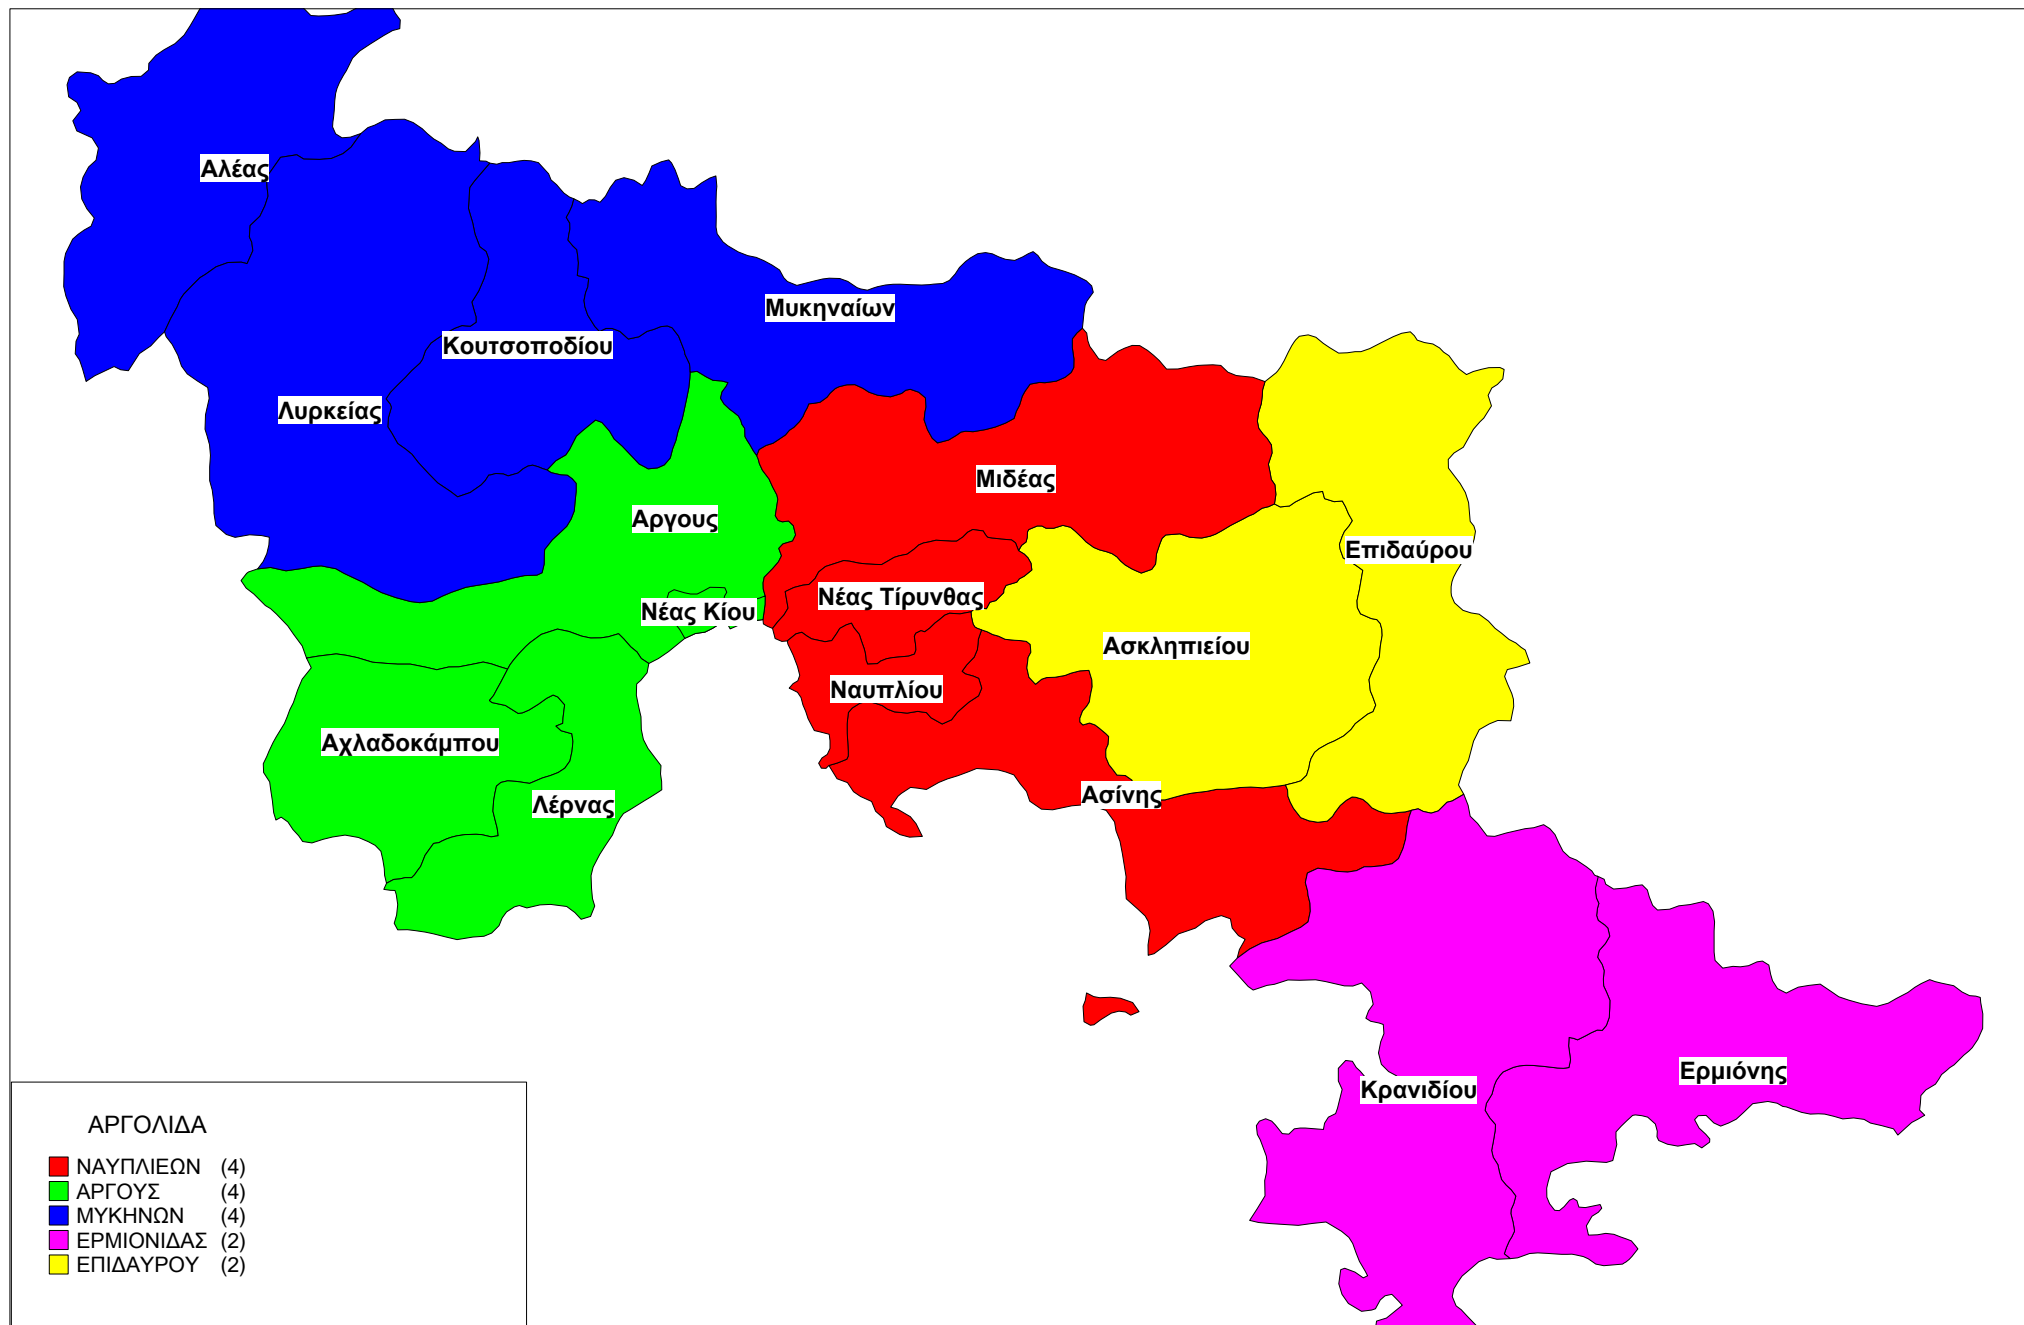 Αλέας
Μυκηναίων
Κουτσοποδίου
Λυρκείας
Μιδέας
Αργους
Επιδαύρου
Νέας Τίρυνθας
Νέας Κίου
Ασκληπιείου
Ναυπλίου
Αχλαδοκάμπου
Ασίνης
Λέρνας
Ερμιόνης
Κρανιδίου
ΑΡΓΟΛΙΔΑ
ΝΑΥΠΛΙΕΩΝ (4)
ΑΡΓΟΥΣ (4)
ΜΥΚΗΝΩΝ (4)
ΕΡΜΙΟΝΙΔΑΣ (2)
ΕΠΙΔΑΥΡΟΥ (2)